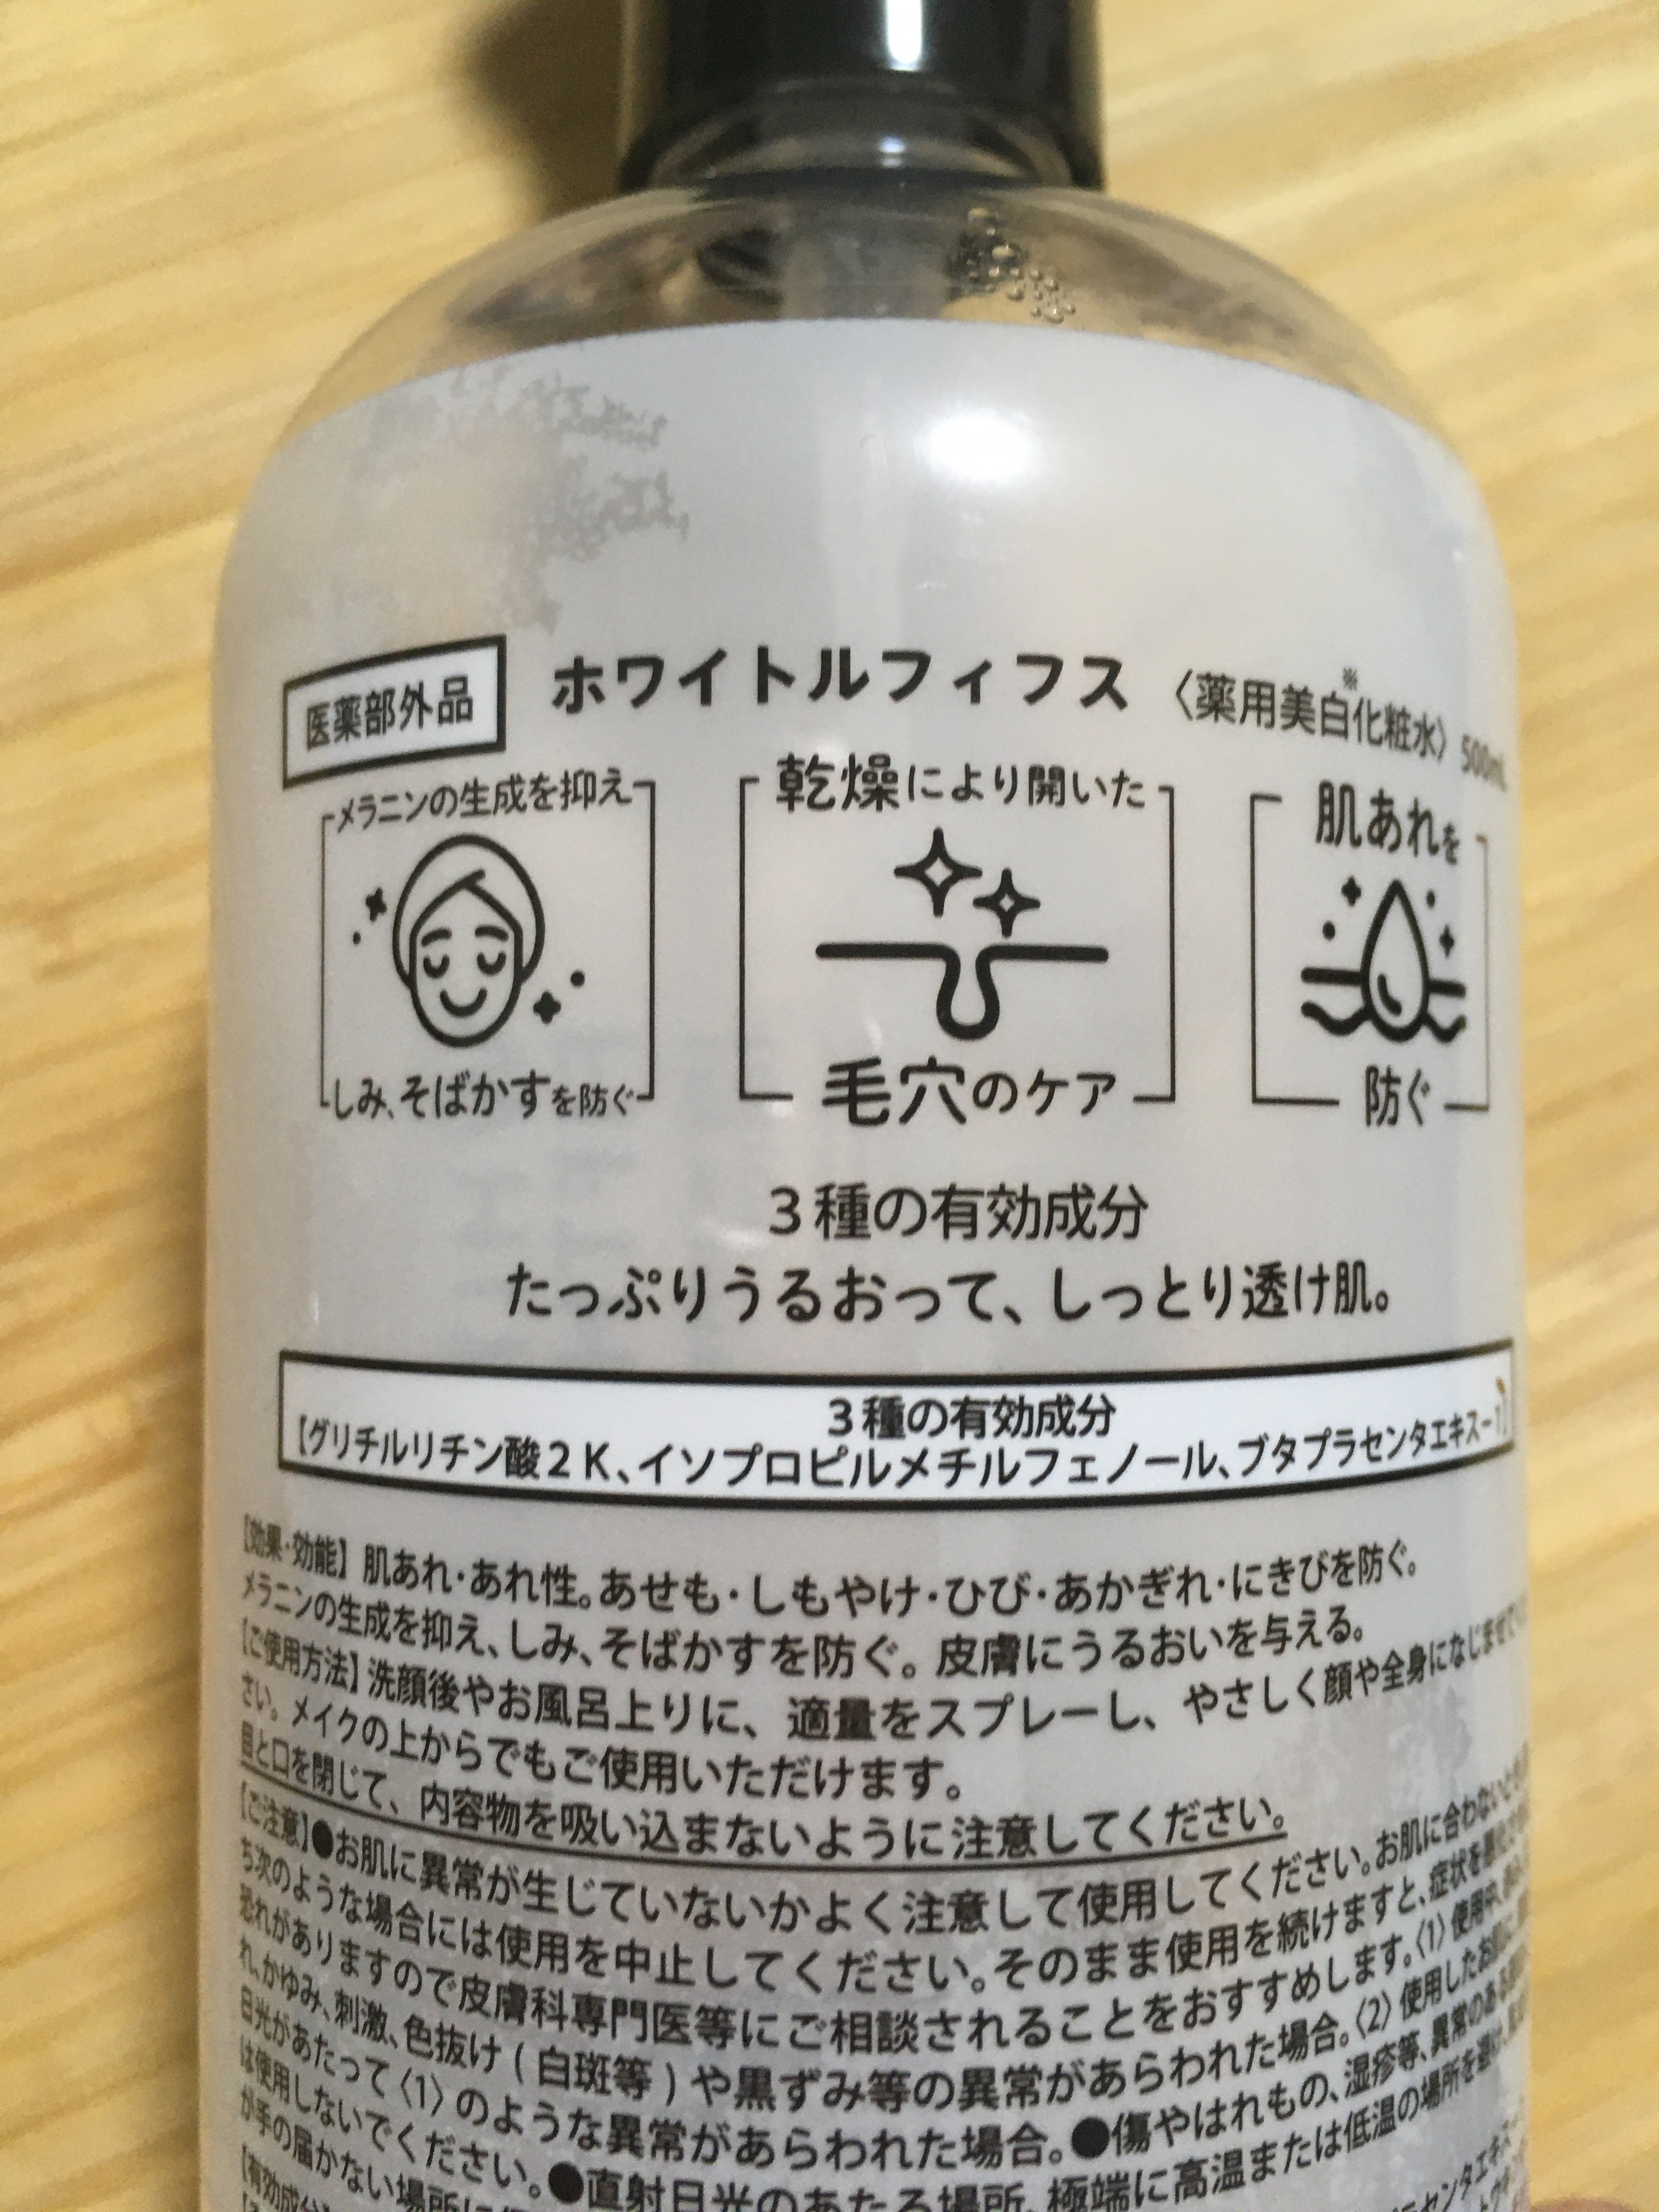 医薬部外品 ホワイトルフィフス 〈薬用美白※化粧水〉 500mL
メラニンの生成を抑え
しみ、そばかすを防ぐ
乾燥により開いた
毛穴のケア
肌あれを
防ぐ
3種の有効成分
たっぷりうるおって、しっとり透け肌。
3種の有効成分
【グリチルリチン酸2K、イソプロピルメチルフェノール、ブタプラセンタエキス-1】
【効果・効能】肌あれ・あれ性。あせも・しもやけ・ひび・あかぎれ・にきびを防ぐ。
メラニンの生成を抑え、しみ、そばかすを防ぐ。皮膚にうるおいを与える。
【ご使用方法】洗顔後やお風呂上りに、適量をスプレーし、やさしく顔や全身になじませて
さい。メイクの上からでもご使用いただけます。
目と口を閉じて、内容物を吸い込まないように注意してください。
【ご注意】●お肌に異常が生じていないかよく注意して使用してください。お肌に合わないとき
ち次のような場合には使用を中止してください。そのまま使用を続けますと、症状を
恐れがありますので皮膚科専門医等にご相談されることをおすすめします。〈1〉使用中、
れ、かゆみ、刺激、色抜け(白斑等)や黒ずみ等の異常があらわれた場合。〈2〉使用したお肌に
日光があたって〈1〉のような異常があらわれた場合。●傷やはれもの、湿疹等、異常のある
は使用しないでください。●直射日光のあたる場所、極端に高温または低温の場所を
が手の届かない場所に
【有効成分】